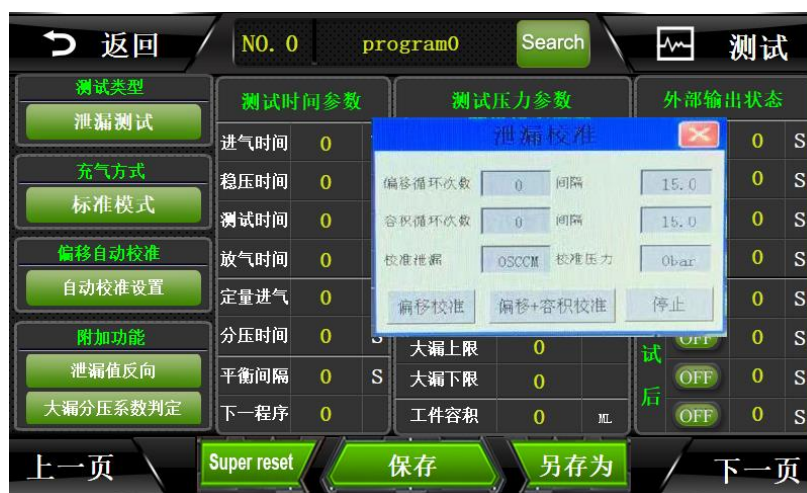 返回 NO. 0 program0 Search 测试
测试类型
泄漏测试
充气方式
标准模式
偏移自动校准
自动校准设置
附加功能
泄漏值反向
大漏分压系数判定
测试时间参数
进气时间 0
稳压时间 0
测试时间 0
放气时间 0
定量进气 0
分压时间 0 S
平衡间隔 0 S
下一程序 0
测试压力参数
泄漏校准
偏移循环次数 0 间隔 15.0
容积循环次数 0 间隔 15.0
校准泄漏 0SCCM 校准压力 0bar
偏移校准 偏移+容积校准 停止
大漏上限 0
大漏下限 0
工件容积 0 ML
外部输出状态
0 S
0 S
0 S
0 S
0 S
试后
OFF 0 S
OFF 0 S
OFF 0 S
上一页 Super reset 保存 另存为 下一页